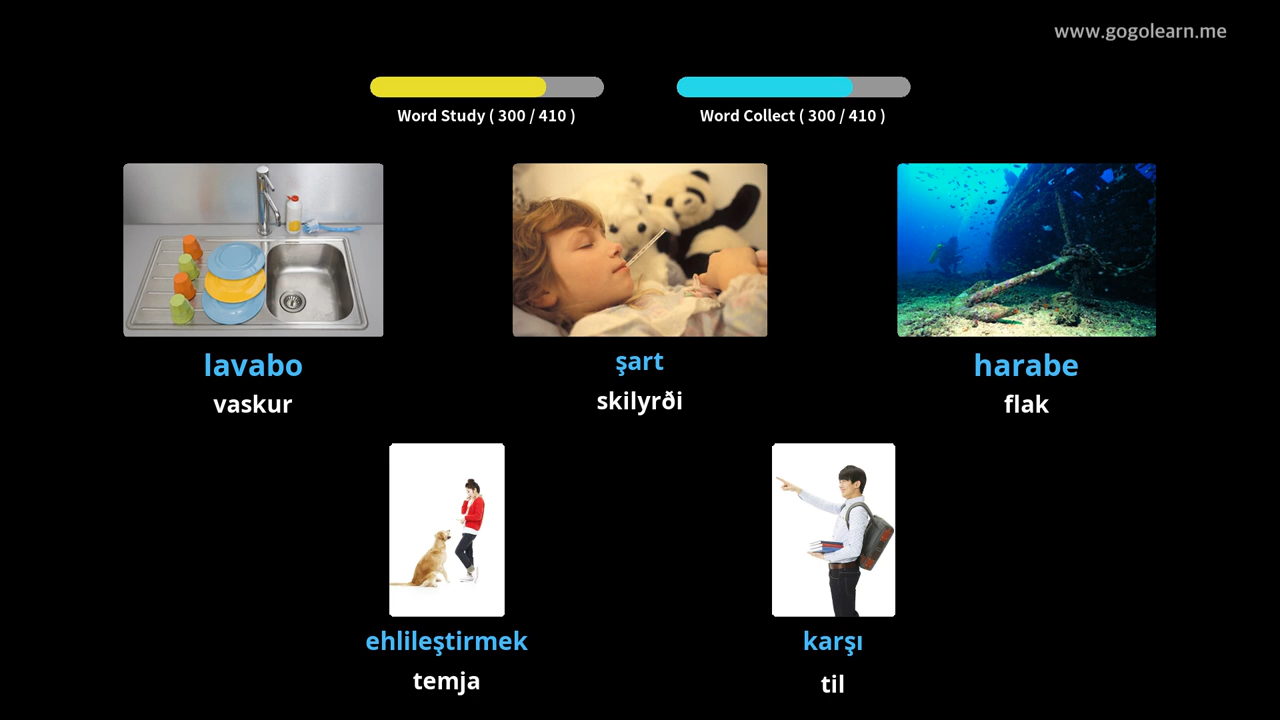 www.gogolearn.me
Word Study ( 300 / 410 )
Word Collect ( 300 / 410 )
lavabo
vaskur
şart
skilyrði
harabe
flak
ehlileştirmek
temja
karşı
til